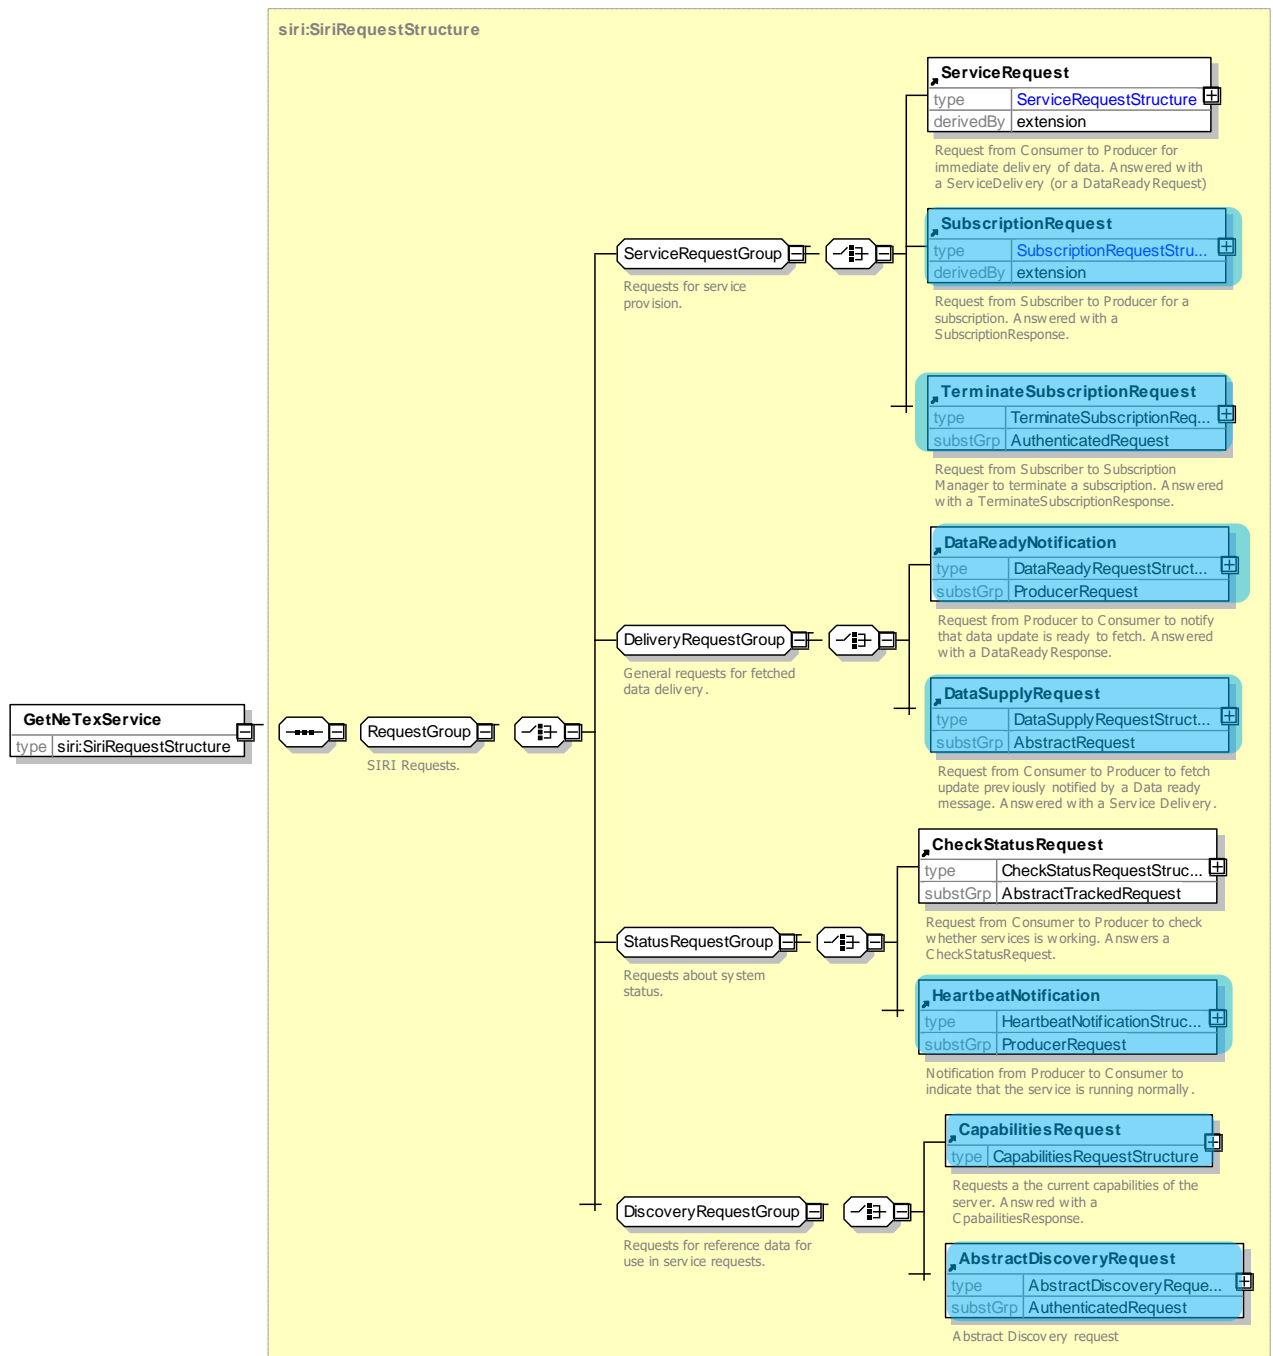 siri:SiriRequestStructure
ServiceRequest
type ServiceRequestStructure
derivedBy extension
Request from Consumer to Producer for
immediate delivery of data. Answered with
a ServiceDelivery (or a DataReadyRequest)
SubscriptionRequest
type SubscriptionRequestStru...
derivedBy extension
Request from Subscriber to Producer for a
subscription. Answered with a
SubscriptionResponse.
ServiceRequestGroup
Requests for service
provision.
TerminateSubscriptionRequest
type TerminateSubscriptionReq...
substGrp AuthenticatedRequest
Request from Subscriber to Subscription
Manager to terminate a subscription. Answered
with a TerminateSubscriptionResponse.
DataReadyNotification
type DataReadyRequestStruct...
substGrp ProducerRequest
Request from Producer to Consumer to notify
that data update is ready to fetch. Answered
with a DataReadyResponse.
DeliveryRequestGroup
General requests for fetched
data delivery.
DataSupplyRequest
type DataSupplyRequestStruct...
substGrp AbstractRequest
Request from Consumer to Producer to fetch
update previously notified by a Data ready
message. Answered with a Service Delivery.
GetNeTexService
type siri:SiriRequestStructure
RequestGroup
SIRI Requests.
CheckStatusRequest
type CheckStatusRequestStruc...
substGrp AbstractTrackedRequest
Request from Consumer to Producer to check
whether services is working. Answers a
CheckStatusRequest.
StatusRequestGroup
Requests about system
status.
HeartbeatNotification
type HeartbeatNotificationStruc...
substGrp ProducerRequest
Notification from Producer to Consumer to
indicate that the service is running normally.
CapabilitiesRequest
type CapabilitiesRequestStructure
Requests a the current capabilities of the
server. Answred with a
CpabailitiesResponse.
DiscoveryRequestGroup
Requests for reference data for
use in service requests.
AbstractDiscoveryRequest
type AbstractDiscoveryReque...
substGrp AuthenticatedRequest
Abstract Discovery request